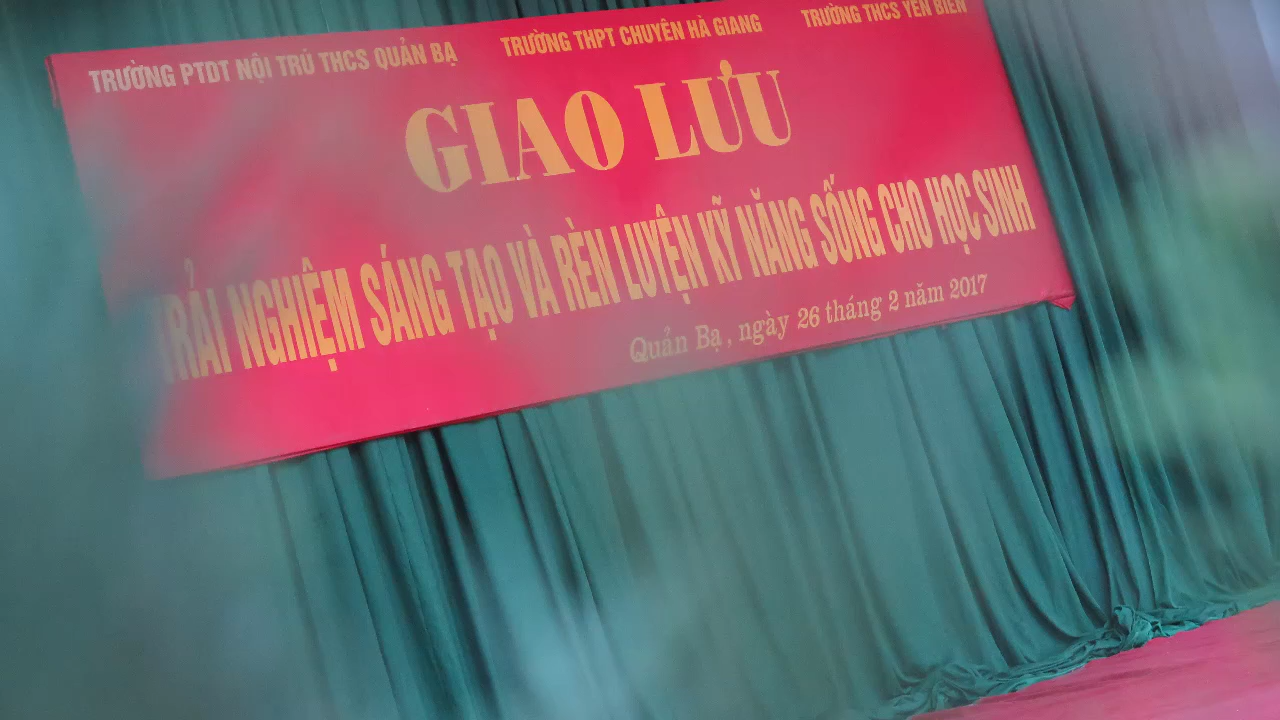 TRƯỜNG PTDT NỘI TRÚ THCS QUẢN BẠ TRƯỜNG THPT CHUYÊN HÀ GIANG TRƯỜNG THCS YÊN BIÊN
GIAO LƯU
TRẢI NGHIỆM SÁNG TẠO VÀ RÈN LUYỆN KỸ NĂNG SỐNG CHO HỌC SINH
Quản Bạ, ngày 26 tháng 2 năm 2017